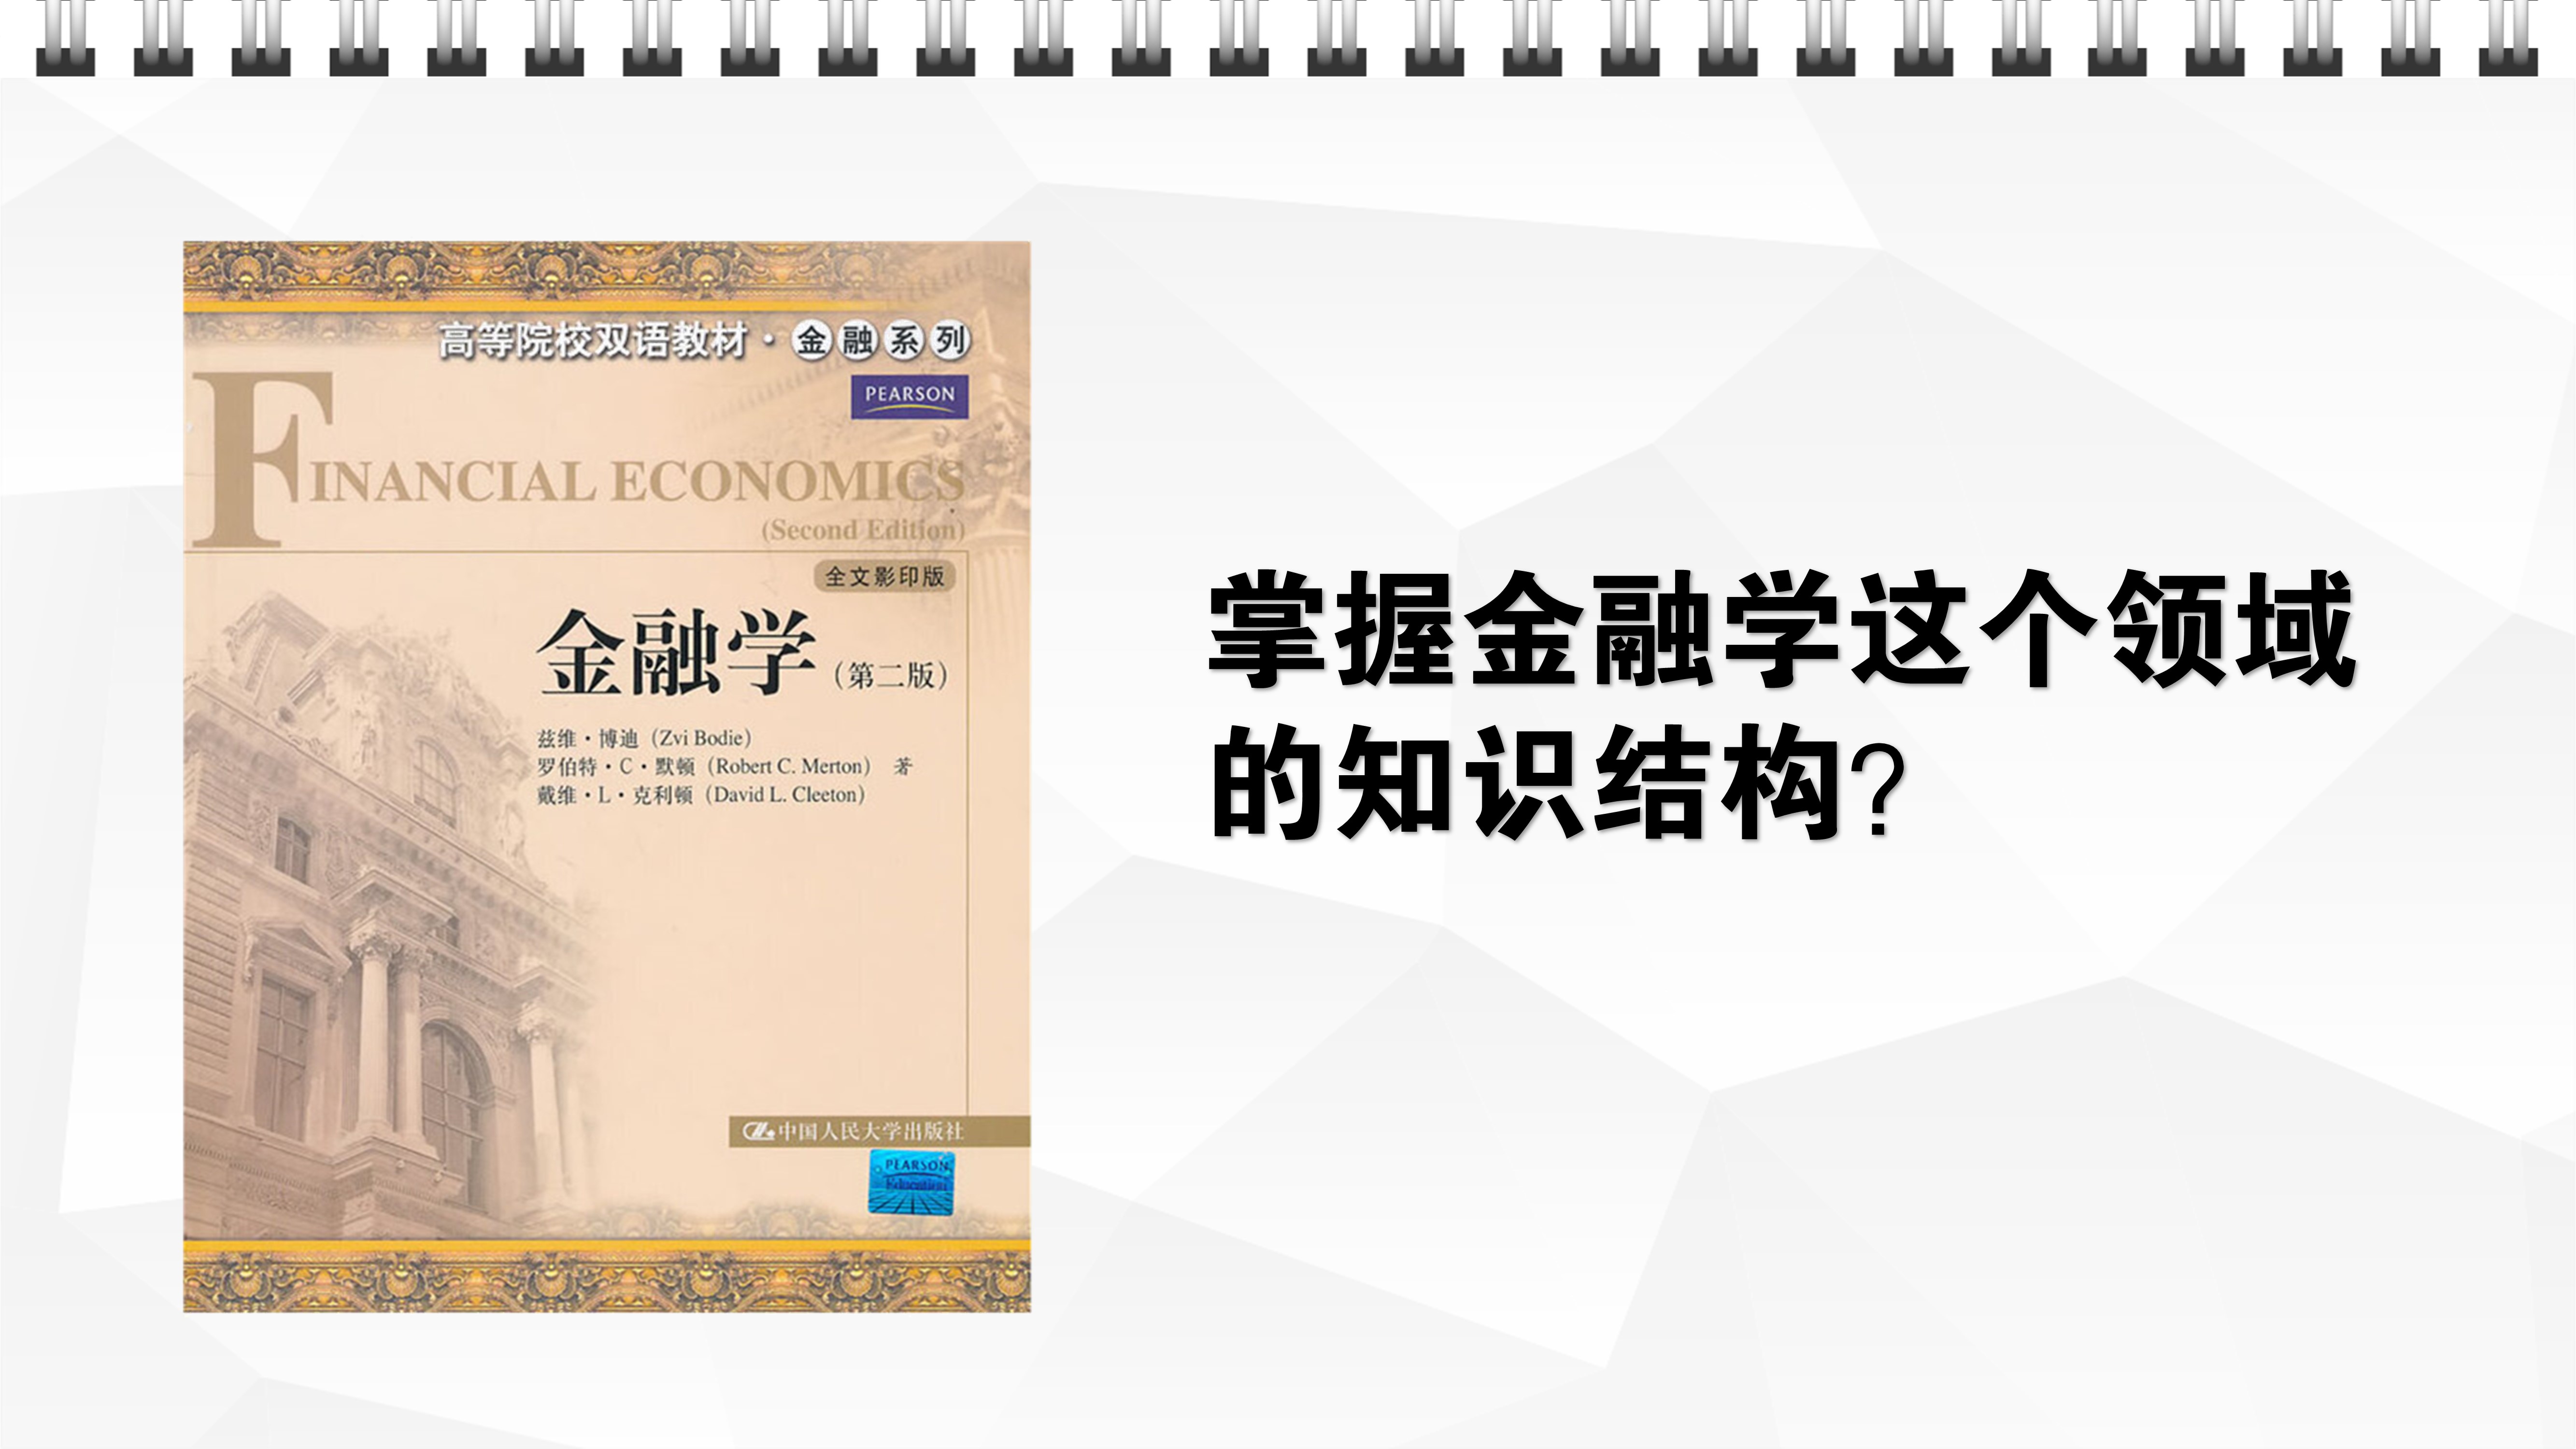 高等院校双语教材·金融系列
PEARSON
FINANCIAL ECONOMICS
(Second Edition)
全文影印版
金融学（第二版）
兹维·博迪（Zvi Bodie）
罗伯特·C·默顿（Robert C. Merton） 著
戴维·L·克利顿（David L. Cleeton）
中国人民大学出版社
PEARSON
Education
掌握金融学这个领域
的知识结构?